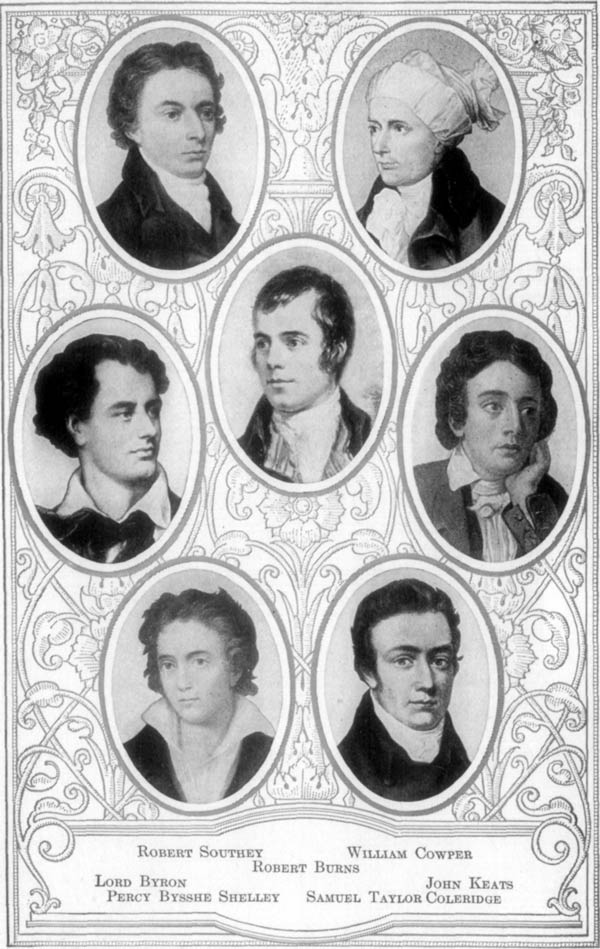 Robert Southey William Cowper
Robert Burns
Lord Byron John Keats
Percy Bysshe Shelley Samuel Taylor Coleridge